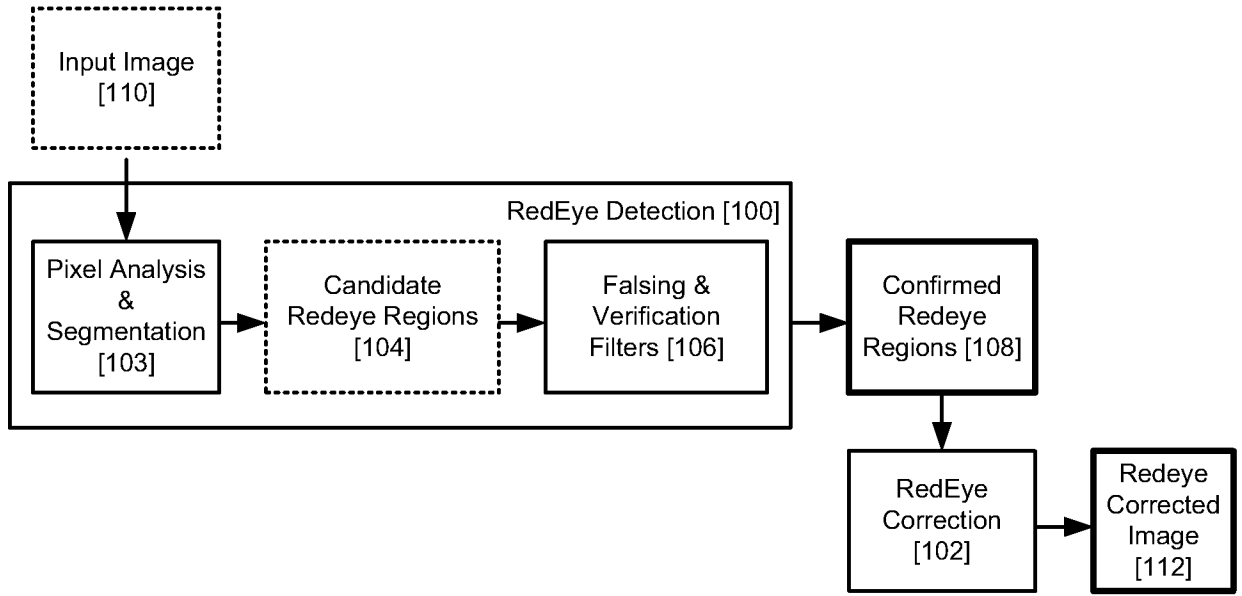 Input Image
[110]
RedEye Detection [100]
Pixel Analysis
&
Segmentation
[103]
Candidate
Redeye Regions
[104]
Falsing &
Verification
Filters [106]
Confirmed
Redeye
Regions [108]
RedEye
Correction
[102]
Redeye
Corrected
Image
[112]